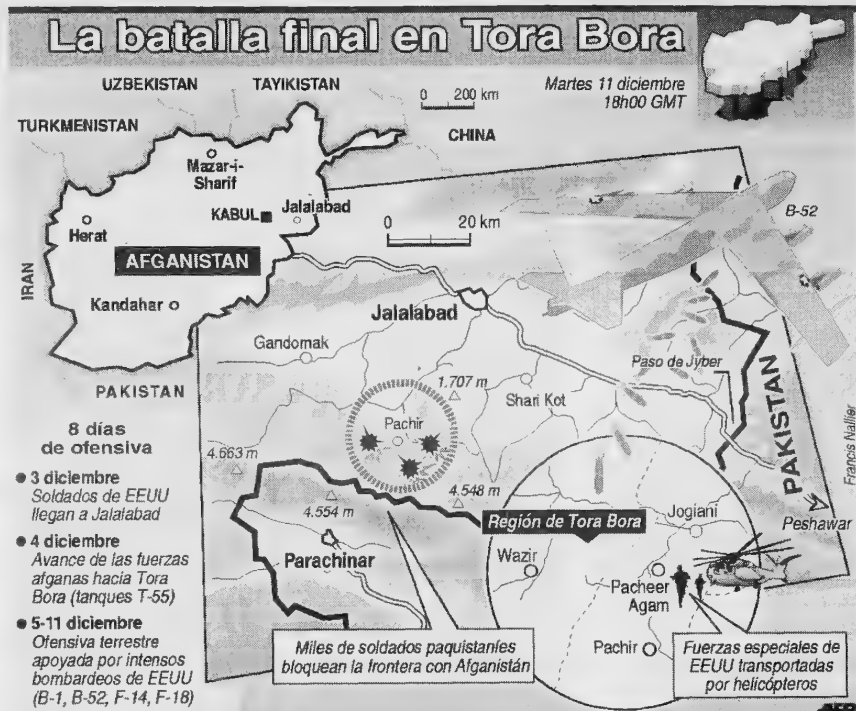 La batalla final en Tora Bora
Martes 11 diciembre
18h00 GMT
UZBEKISTAN
TAYIKISTAN
0 200 km
TURKMENISTAN
CHINA
Mazar-i-
Sharif
KABUL
Jalalabad
Herat
AFGANISTAN
IRAN
Kandahar
PAKISTAN
0 20 km
B-52
Jalalabad
Gandomak
1.707 m
Shari Kot
Paso de Jyber
PAKISTAN
Francis Nallier
Pachir
4.663 m
4.554 m
4.548 m
Parachinar
Peshawar
Región de Tora Bora
Jogiani
Wazir
Pacheer
Agam
Pachir
Miles de soldados paquistaníes
bloquean la frontera con Afganistán
Fuerzas especiales de
EEUU transportadas
por helicópteros
8 días
de ofensiva
3 diciembre
Soldados de EEUU
llegan a Jalalabad
4 diciembre
Avance de las fuerzas
afganas hacia Tora
Bora (tanques T-55)
5-11 diciembre
Ofensiva terrestre
apoyada por intensos
bombardeos de EEUU
(B-1, B-52, F-14, F-18)